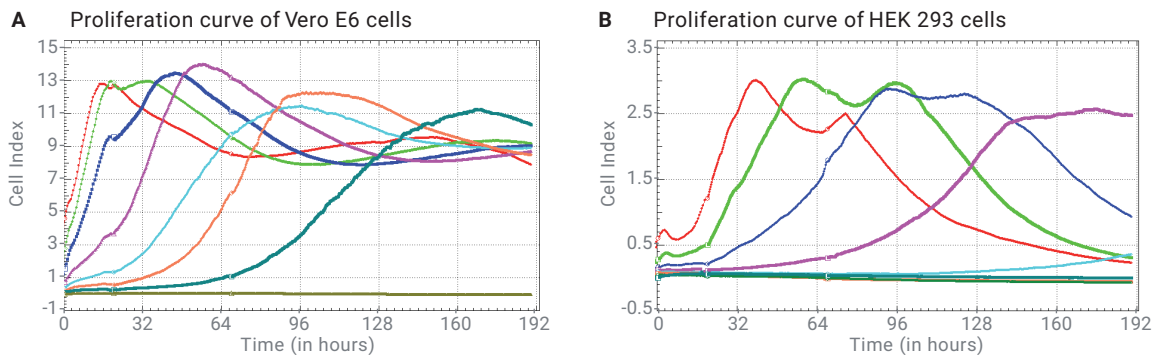 A Proliferation curve of Vero E6 cells
15
13
11
9
7
5
3
1
-1
Cell Index
0 32 64 96 128 160 192
Time (in hours)
B Proliferation curve of HEK 293 cells
3.5
2.5
1.5
0.5
-0.5
Cell Index
0 32 64 96 128 160 192
Time (in hours)